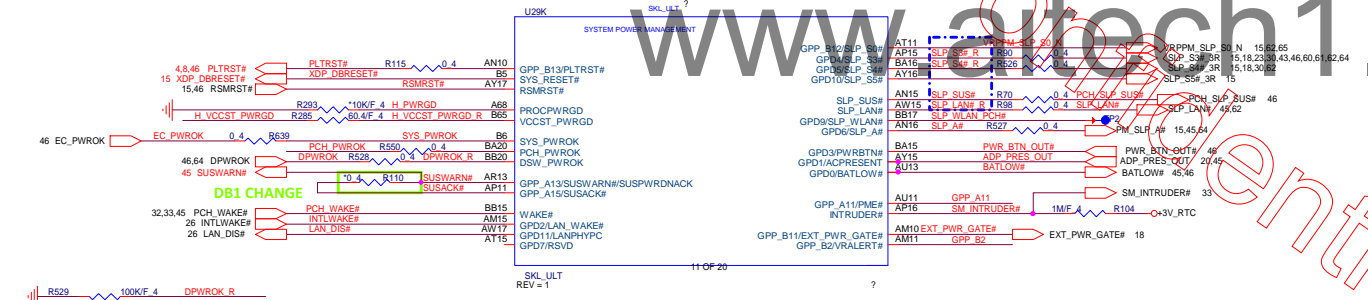 U29K
SKL_ULT
?
www.aitech1.
SYSTEM POWER MANAGEMENT
4,8,46 PLTRST# PLTRST# R115 0_4 AN10 GPP_B13/PLTRST#
15 XDP_DBRESET# XDP_DBRESET# B5 SYS_RESET#
15,46 RSMRST# RSMRST# AY17 RSMRST#
R293 *10K/F_4 H_PWRGD A68 PROCPWRGD
H_VCCST_PWRGD R285 60.4/F_4 H_VCCST_PWRGD_R B65 VCCST_PWRGD
46 EC_PWROK EC_PWROK 0_4 R639 SYS_PWROK B6 SYS_PWROK
PCH_PWROK R550 0_4 BA20 PCH_PWROK
46,64 DPWROK DPWROK R528 0_4 DPWROK_R BB20 DSW_PWROK
45 SUSWARN# *0_4 R110 SUSWARN# AR13 GPP_A13/SUSWARN#/SUSPWRDNACK
SUSACK# AP11 GPP_A15/SUSACK#
DB1 CHANGE
32,33,45 PCH_WAKE# PCH_WAKE# BB15 WAKE#
26 INTLWAKE# INTLWAKE# AM15 GPD2/LAN_WAKE#
26 LAN_DIS# LAN_DIS# AW17 GPD11/LANPHYPC
AT15 GPD7/RSVD
GPP_B12/SLP_S0# AT11 VRPPM_SLP_S0_N VRPPM_SLP_S0_N 15,62,65
GPD4/SLP_S3# AP15 SLP_S3#_R R90 0_4 SLP_S3#_3R 15,18,23,30,43,46,60,61,62,64
GPD5/SLP_S4# BA16 SLP_S4#_R R526 0_4 SLP_S4#_3R 15,18,30,62
GPD10/SLP_S5# AY16 SLP_S5#_3R 15
SLP_SUS# AN15 SLP_SUS# R70 0_4 PCH_SLP_SUS# PCH_SLP_SUS# 46
SLP_LAN# AW15 SLP_LAN#_R R98 0_4 SLP_LAN# SLP_LAN# 45,62
GPD9/SLP_WLAN# BB17 SLP_WLAN_PCH#
GPD6/SLP_A# AN16 SLP_A# R527 0_4 PM_SLP_A# 15,45,64
GPD3/PWRBTN# BA15 PWR_BTN_OUT# PWR_BTN_OUT# 46
GPD1/ACPRESENT AY15 ADP_PRES_OUT ADP_PRES_OUT 20,45
GPD0/BATLOW# AU13 BATLOW# BATLOW# 45,46
GPP_A11/PME# AU11 GPP_A11
SM_INTRUDER# 33
INTRUDER# AP16 SM_INTRUDER# 1M/F_4 R104 +3V_RTC
GPP_B11/EXT_PWR_GATE# AM10 EXT_PWR_GATE# EXT_PWR_GATE# 18
GPP_B2/VRALERT# AM11 GPP_B2
11 OF 20
SKL_ULT
REV = 1
?
R529 100K/F_4 DPWROK_R